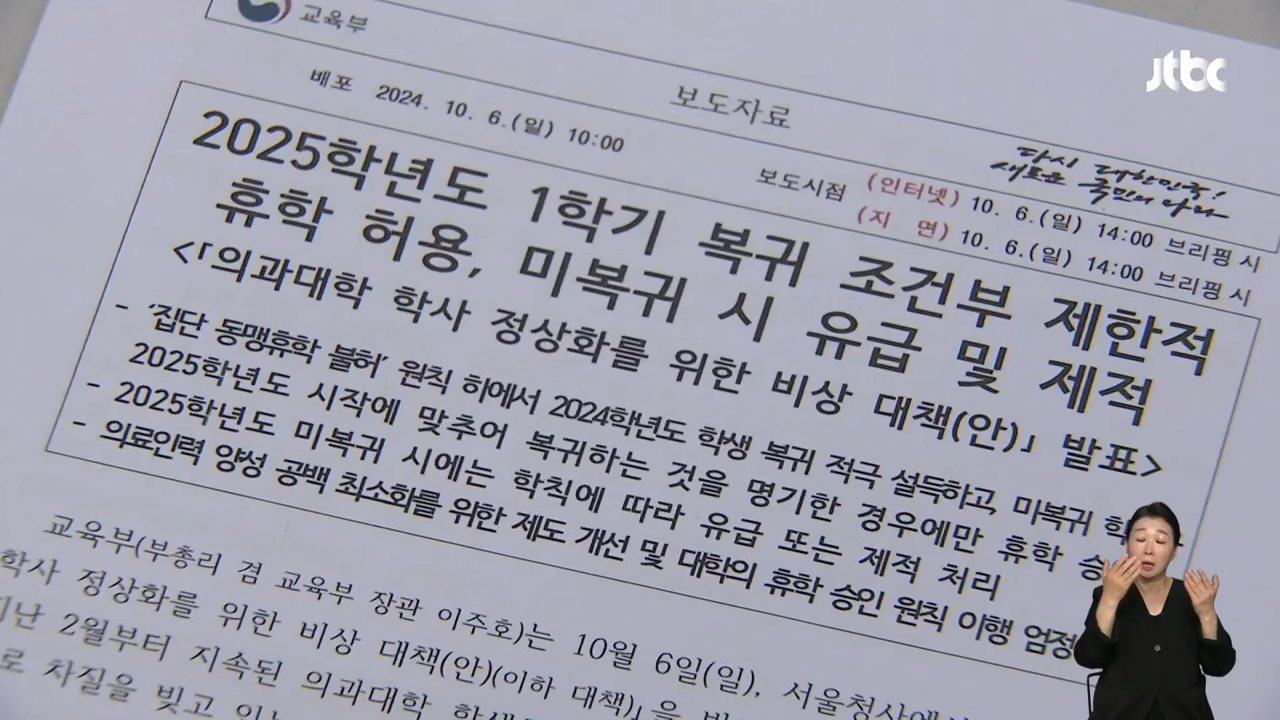 교육부
jtbc
보도자료
다시 대한민국!
새로운 국민의 나라
배포 2024. 10. 6.(일) 10:00
보도시점 (인터넷) 10. 6.(일) 14:00 브리핑 시
(지 면) 10. 6.(일) 14:00 브리핑 시
2025학년도 1학기 복귀 조건부 제한적
휴학 허용, 미복귀 시 유급 및 제적
<「의과대학 학사 정상화를 위한 비상 대책(안)」 발표>
- ‘집단 동맹휴학 불허’ 원칙 하에서 2024학년도 학생 복귀 적극 설득하고, 미복귀 학
2025학년도 시작에 맞추어 복귀하는 것을 명기한 경우에만 휴학 승
- 2025학년도 미복귀 시에는 학칙에 따라 유급 또는 제적 처리
- 의료인력 양성 공백 최소화를 위한 제도 개선 및 대학의 휴학 승인 원칙 이행 엄정
교육부(부총리 겸 교육부 장관 이주호)는 10월 6일(일), 서울청사에서
학사 정상화를 위한 비상 대책(안)(이하 대책)」을
지난 2월부터 지속된 의과대학
차질을 빚고